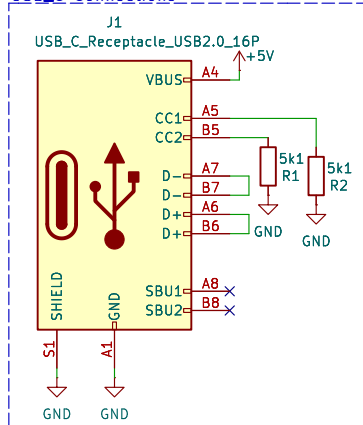 J1
USB_C_Receptacle_USB2.0_16P
+5V
VBUS A4
CC1 A5
CC2 B5
5k1
R1
5k1
R2
D- A7
D- B7
D+ A6
D+ B6
GND
GND
SBU1 A8
SBU2 B8
SHIELD
GND
S1
A1
GND
GND